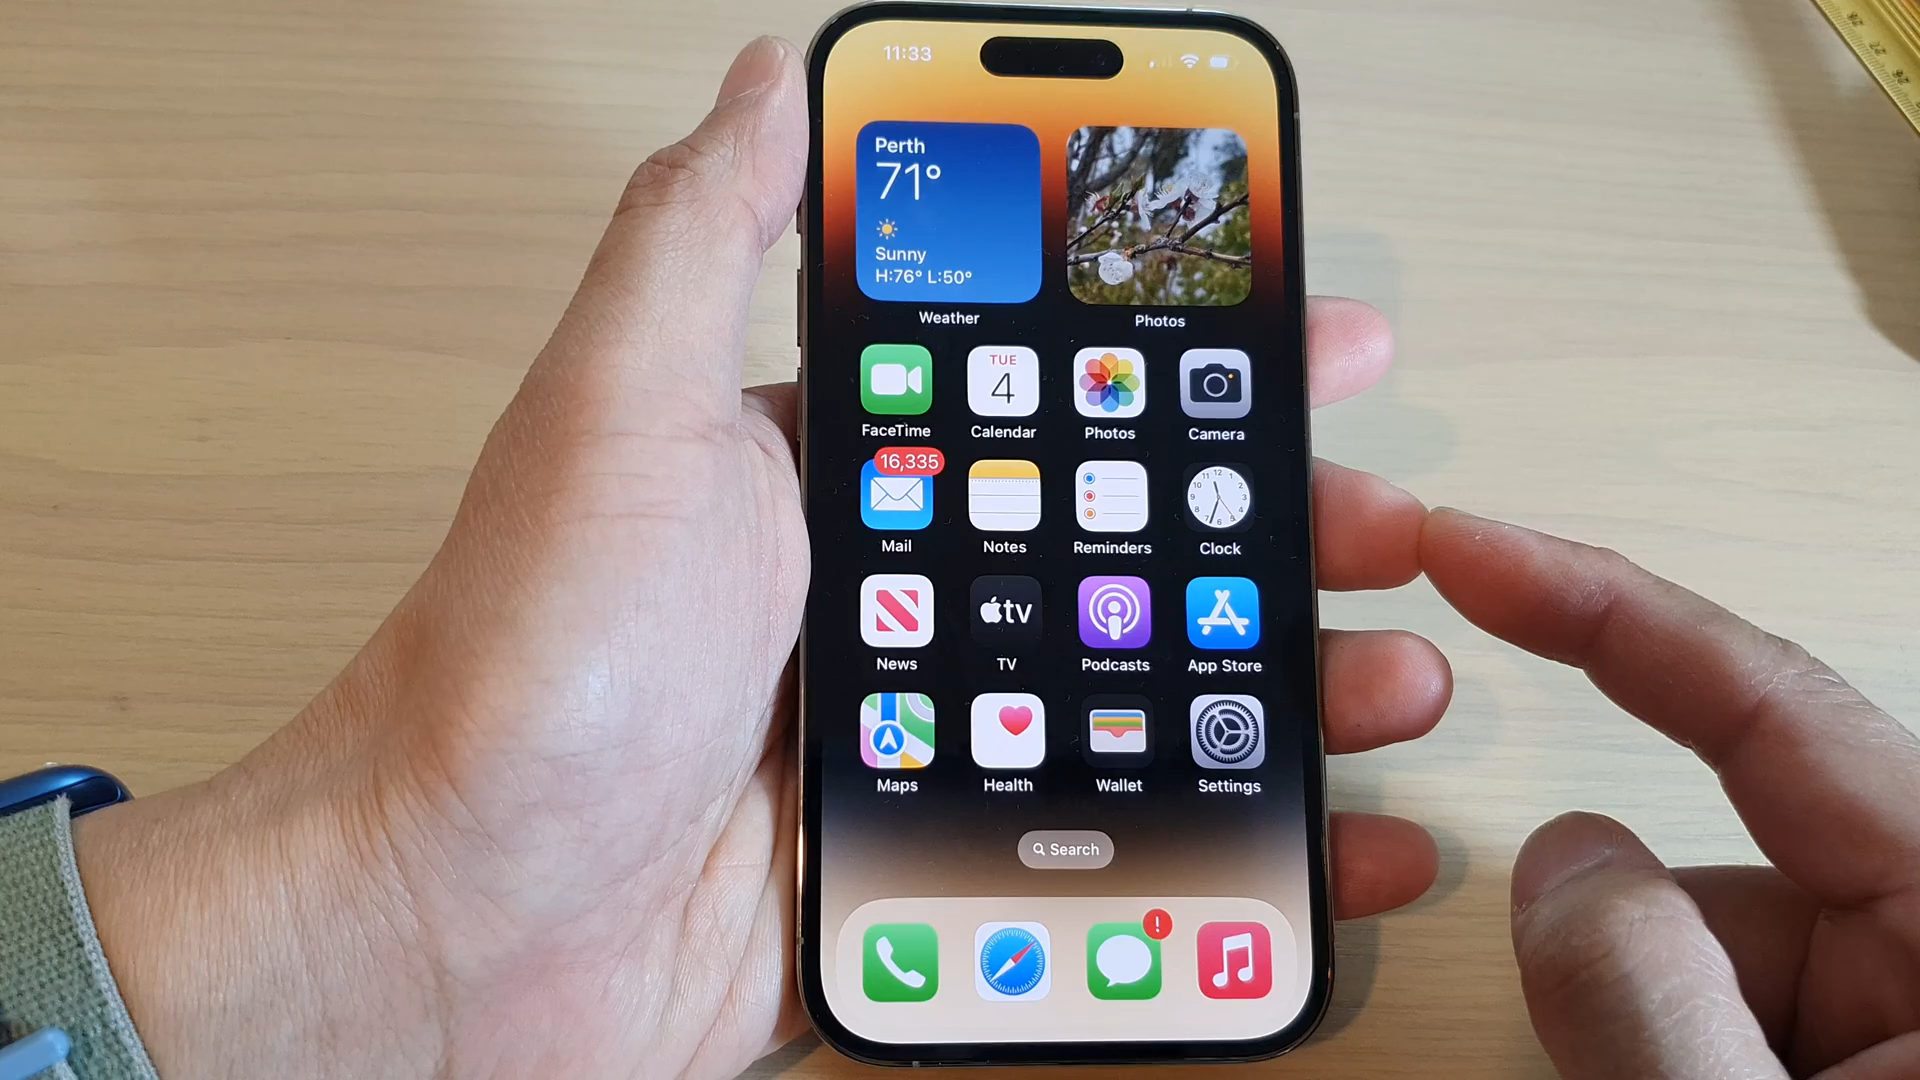 11:33
Perth
71°
Sunny
H:76° L:50°
Weather
Photos
TUE
4
FaceTime
Calendar
Photos
Camera
16,335
Mail
Notes
Reminders
Clock
tv
News
TV
Podcasts
App Store
Maps
Health
Wallet
Settings
Search
!